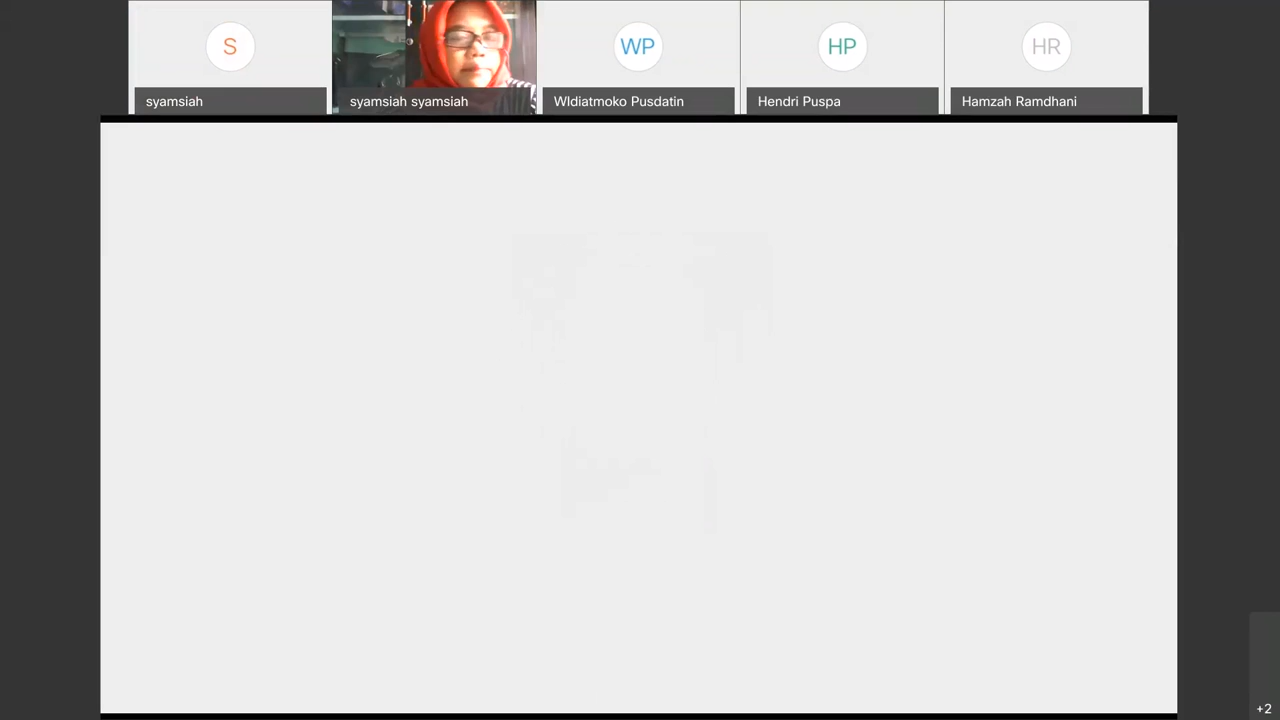 S
WP
HP
HR
syamsiah
syamsiah syamsiah
WIdiatmoko Pusdatin
Hendri Puspa
Hamzah Ramdhani
+2